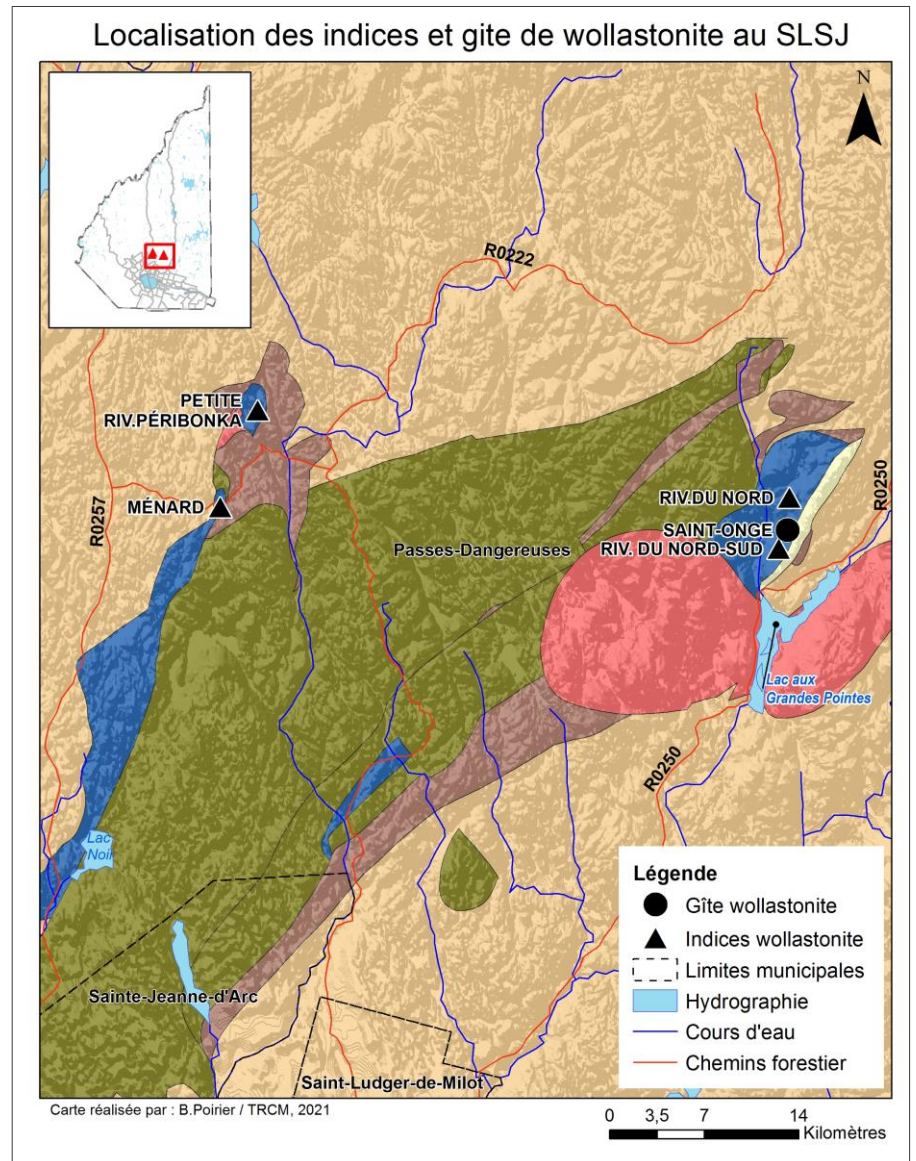 Localisation des indices et gite de wollastonite au SLSJ
N
R0222
PETITE
RIV.PÉRIBONKA
R0257
MÉNARD
RIV.DU NORD
R0250
SAINT-ONGE
RIV. DU NORD-SUD
Passes-Dangereuses
Lac aux
Grandes Pointes
R0250
Lac
Noir
Sainte-Jeanne-d'Arc
Saint-Ludger-de-Milot
Légende
Gîte wollastonite
Indices wollastonite
Limites municipales
Hydrographie
Cours d'eau
Chemins forestier
Carte réalisée par : B.Poirier / TRCM, 2021
0 3,5 7 14
Kilomètres